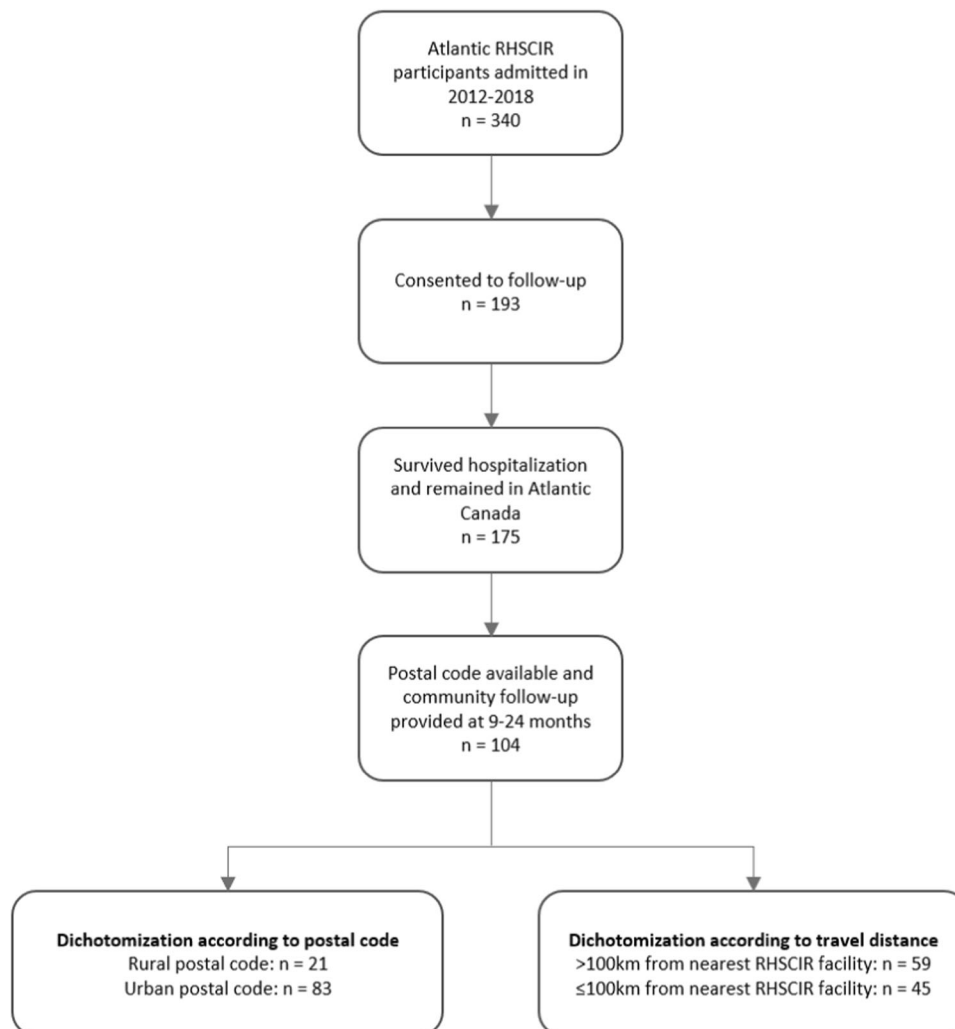 Atlantic RHSCIR
participants admitted in
2012-2018
n = 340
Consented to follow-up
n = 193
Survived hospitalization
and remained in Atlantic
Canada
n = 175
Postal code available and
community follow-up
provided at 9-24 months
n = 104
Dichotomization according to postal code
Rural postal code: n = 21
Urban postal code: n = 83
Dichotomization according to travel distance
>100km from nearest RHSCIR facility: n = 59
≤100km from nearest RHSCIR facility: n = 45